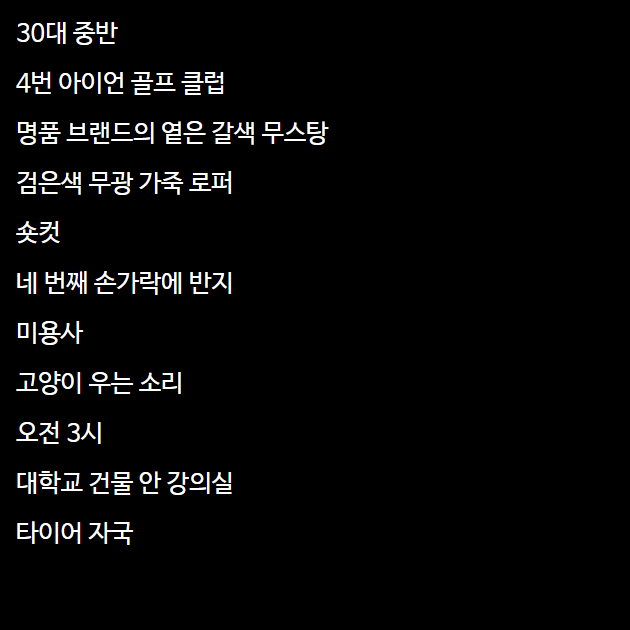 30대 중반
4번 아이언 골프 클럽
명품 브랜드의 옅은 갈색 무스탕
검은색 무광 가죽 로퍼
숏컷
네 번째 손가락에 반지
미용사
고양이 우는 소리
오전 3시
대학교 건물 안 강의실
타이어 자국